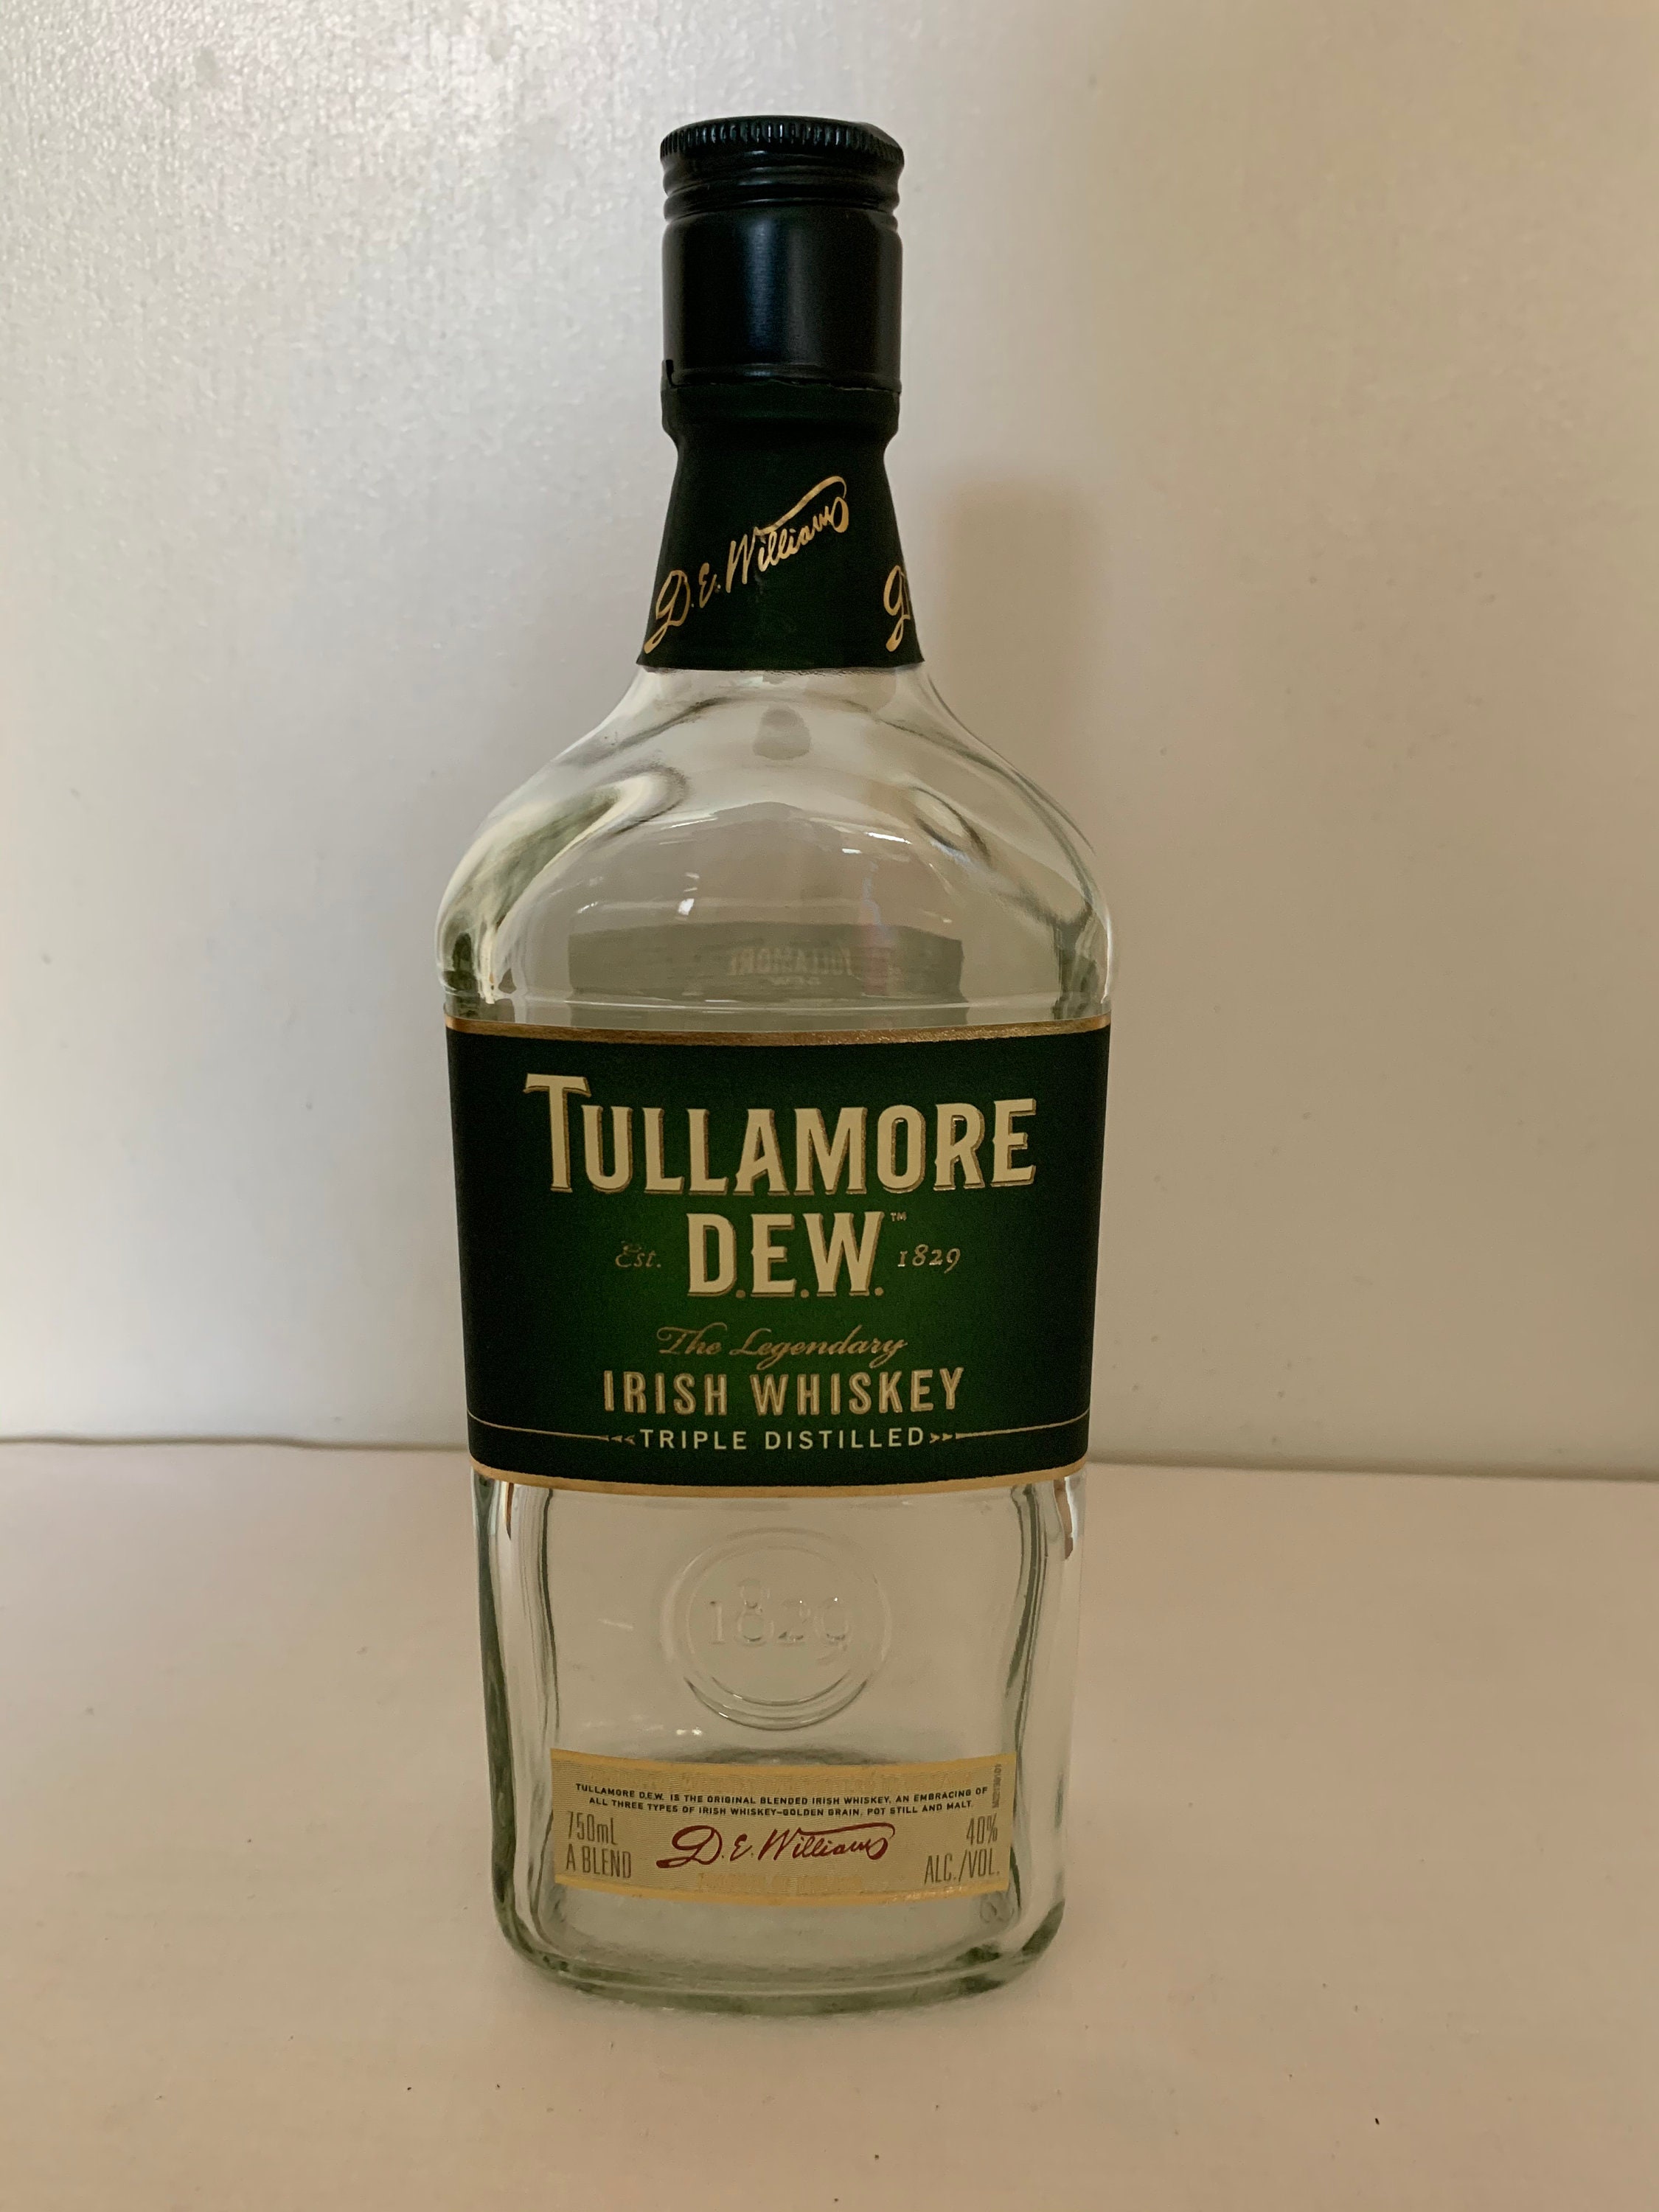 D.E. Williams
D
TULLAMORE
D.E.W.™
Est. 1829
The Legendary
IRISH WHISKEY
TRIPLE DISTILLED
1829
TULLAMORE D.E.W. IS THE ORIGINAL BLENDED IRISH WHISKEY, AN EMBRACING OF
ALL THREE TYPES OF IRISH WHISKEY–GOLDEN GRAIN, POT STILL AND MALT.
750mL
A BLEND
D.E. Williams
40%
ALC./VOL.